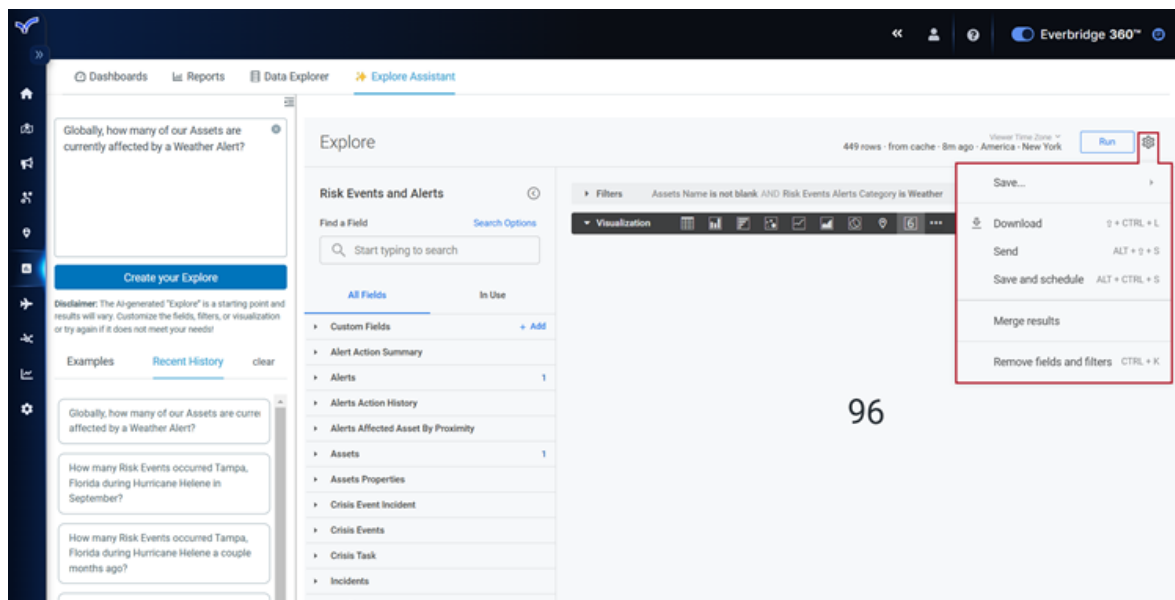 Everbridge 360™
Dashboards
Reports
Data Explorer
Explore Assistant
Globally, how many of our Assets are
currently affected by a Weather Alert?
Create your Explore
Disclaimer: The AI-generated "Explore" is a starting point and
results will vary. Customize the fields, filters, or visualization
or try again if it does not meet your needs!
Examples
Recent History
clear
Globally, how many of our Assets are curre
affected by a Weather Alert?
How many Risk Events occurred Tampa,
Florida during Hurricane Helene in
September?
How many Risk Events occurred Tampa,
Florida during Hurricane Helene a couple
months ago?
Explore
Viewer Time Zone
449 rows · from cache · 8m ago · America - New York
Run
Risk Events and Alerts
Find a Field
Search Options
Start typing to search
All Fields
In Use
Custom Fields
+ Add
Alert Action Summary
Alerts 1
Alerts Action History
Alerts Affected Asset By Proximity
Assets 1
Assets Properties
Crisis Event Incident
Crisis Events
Crisis Task
Incidents
Filters
Assets Name is not blank AND Risk Events Alerts Category is Weather
Visualization
6
96
Save...
Download ⇧ + CTRL + L
Send ALT + ⇧ + S
Save and schedule ALT + CTRL + S
Merge results
Remove fields and filters CTRL + K